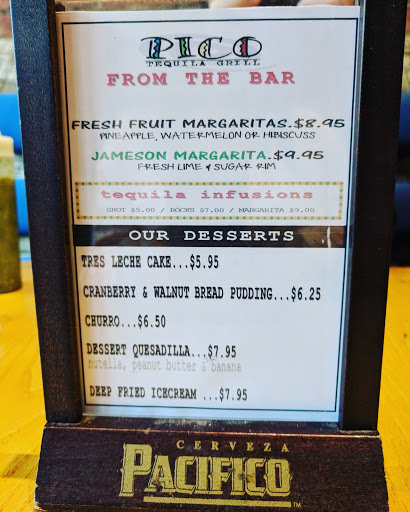 PICO
TEQUILA GRILL
FROM THE BAR
FRESH FRUIT MARGARITAS.$8.95
PINEAPPLE, WATERMELON OR HIBISCUSS
JAMESON MARGARITA.$9.95
FRESH LIME & SUGAR RIM
tequila infusions
SHOT $5.00 / ROCKS $7.00 / MARGARITA $9.00
OUR DESSERTS
TRES LECHE CAKE...$5.95
CRANBERRY & WALNUT BREAD PUDDING...$6.25
CHURRO...$6.50
DESSERT QUESADILLA...$7.95
nutella, peanut butter & banana
DEEP FRIED ICECREAM ...$7.95
CERVEZA
PACIFICO
TM